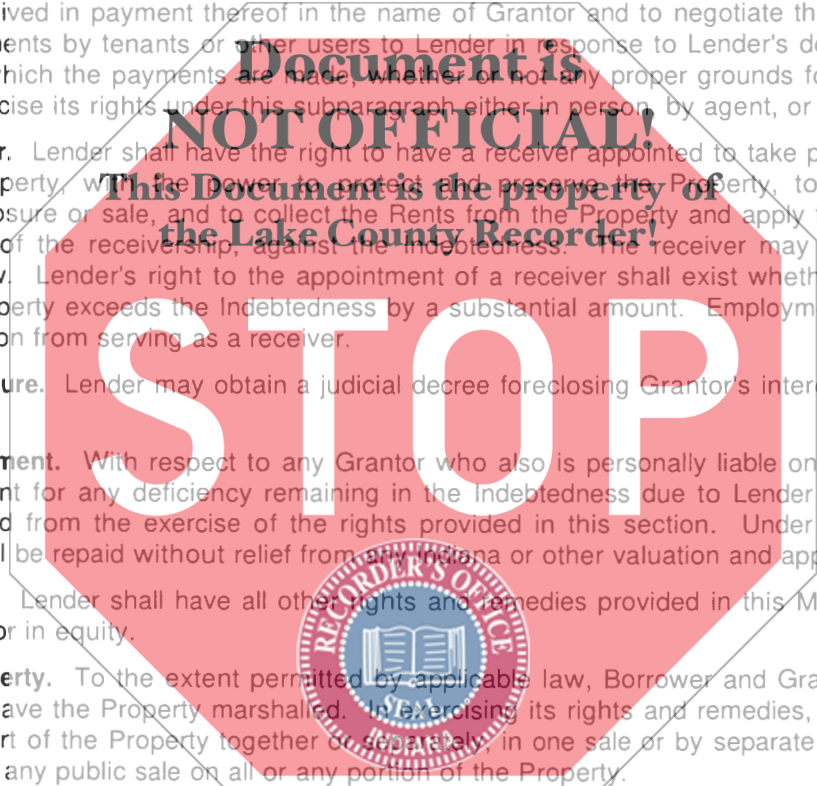 ived in payment thereof in the name of Grantor and to negotiate th
ents by tenants or other users to Lender in response to Lender's d
hich the payments are made, whether or not any proper grounds f
cise its rights under this subparagraph either in person, by agent, or
Document is
NOT OFFICIAL!
This Document is the property of
the Lake County Recorder!
r. Lender shall have the right to have a receiver appointed to take p
perty, with the power to protect and preserve the Property, to
osure or sale, and to collect the Rents from the Property and apply
of the receivership, against the Indebtedness. The receiver may
. Lender's right to the appointment of a receiver shall exist wheth
perty exceeds the Indebtedness by a substantial amount. Employm
on from serving as a receiver.
STOP
ure. Lender may obtain a judicial decree foreclosing Grantor's inter
ment. With respect to any Grantor who also is personally liable on
nt for any deficiency remaining in the Indebtedness due to Lender
d from the exercise of the rights provided in this section. Under
l be repaid without relief from any Indiana or other valuation and app
Lender shall have all other rights and remedies provided in this M
or in equity.
erty. To the extent permitted by applicable law, Borrower and Gra
ave the Property marshalled. In exercising its rights and remedies,
rt of the Property together or separately, in one sale or by separate
any public sale on all or any portion of the Property.
RECORDER'S OFFICE
SEAL